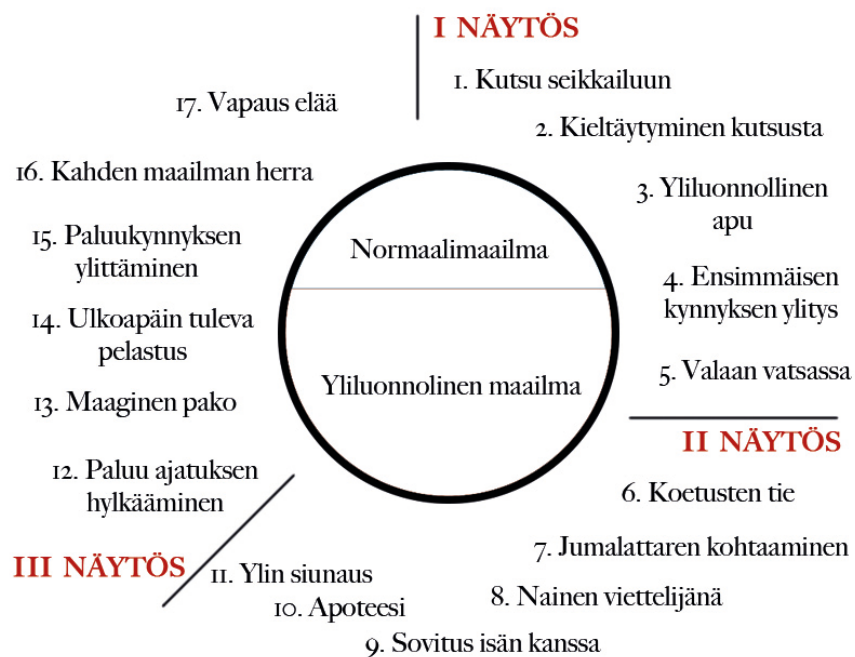 I NÄYTÖS
1. Kutsu seikkailuun
2. Kieltäytyminen kutsusta
3. Yliluonnollinen
apu
4. Ensimmäisen
kynnyksen ylitys
5. Valaan vatsassa
II NÄYTÖS
6. Koetusten tie
7. Jumalattaren kohtaaminen
8. Nainen viettelijänä
9. Sovitus isän kanssa
10. Apoteesi
11. Ylin siunaus
III NÄYTÖS
12. Paluu ajatuksen
hylkääminen
13. Maaginen pako
14. Ulkoapäin tuleva
pelastus
15. Paluukynnyksen
ylittäminen
16. Kahden maailman herra
17. Vapaus elää
Normaalimaailma
Yliluonnolinen maailma